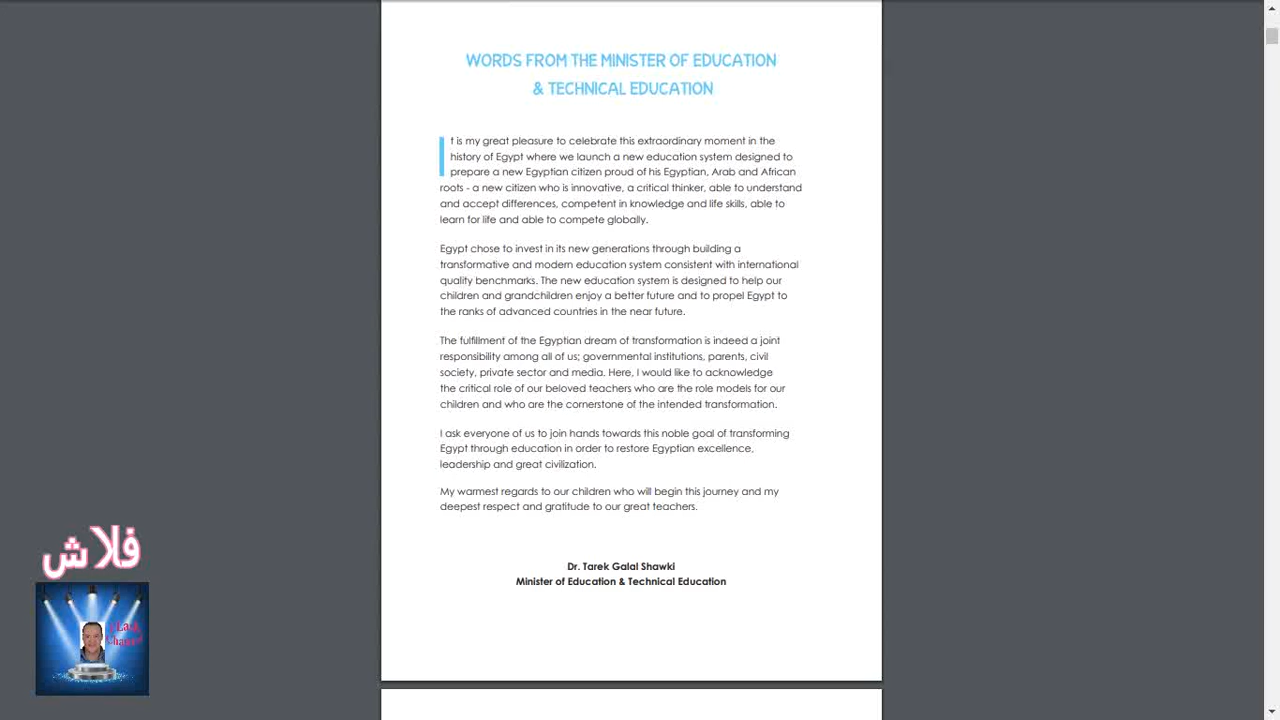 WORDS FROM THE MINISTER OF EDUCATION
& TECHNICAL EDUCATION
It is my great pleasure to celebrate this extraordinary moment in the
history of Egypt where we launch a new education system designed to
prepare a new Egyptian citizen proud of his Egyptian, Arab and African
roots - a new citizen who is innovative, a critical thinker, able to understand
and accept differences, competent in knowledge and life skills, able to
learn for life and able to compete globally.
Egypt chose to invest in its new generations through building a
transformative and modern education system consistent with international
quality benchmarks. The new education system is designed to help our
children and grandchildren enjoy a better future and to propel Egypt to
the ranks of advanced countries in the near future.
The fulfillment of the Egyptian dream of transformation is indeed a joint
responsibility among all of us; governmental institutions, parents, civil
society, private sector and media. Here, I would like to acknowledge
the critical role of our beloved teachers who are the role models for our
children and who are the cornerstone of the intended transformation.
I ask everyone of us to join hands towards this noble goal of transforming
Egypt through education in order to restore Egyptian excellence,
leadership and great civilization.
My warmest regards to our children who will begin this journey and my
deepest respect and gratitude to our great teachers.
Dr. Tarek Galal Shawki
Minister of Education & Technical Education
فلاش